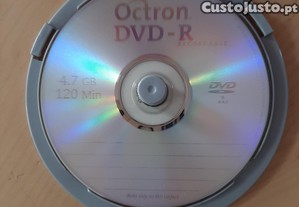 CustoJusto.pt
Octron
DVD-R
4.7 GB
120 Min
DVD
R